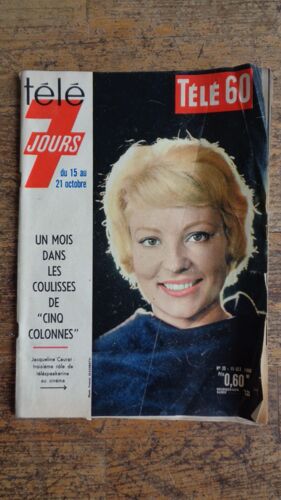 télé
7
JOURS
TÉLÉ 60
du 15 au
21 octobre
UN MOIS
DANS
LES
COULISSES
DE
"CINQ
COLONNES"
Jacqueline Caurat :
troisième rôle de
téléspeakerine
au cinéma
0,60